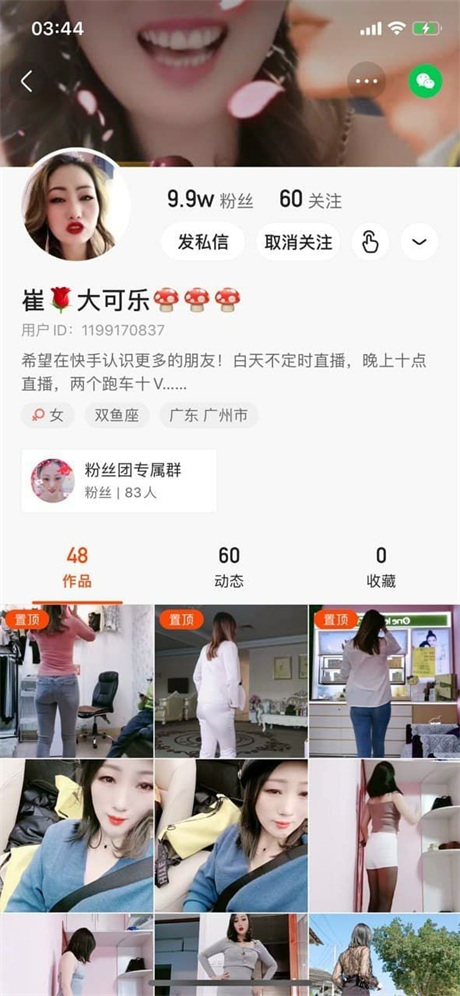 03:44
9.9w 粉丝 60 关注
发私信 取消关注
崔🌹大可乐🍄🍄🍄
用户 ID：1199170837
希望在快手认识更多的朋友！白天不定时直播，晚上十点
直播，两个跑车十 V......
女 双鱼座 广东 广州市
粉丝团专属群
粉丝 | 83人
48 60 0
作品 动态 收藏
置顶 置顶 置顶